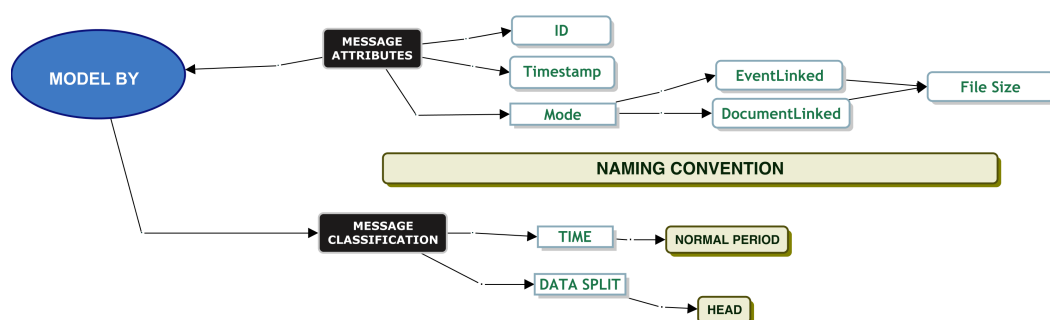 MODEL BY
MESSAGE
ATTRIBUTES
ID
Timestamp
Mode
EventLinked
DocumentLinked
File Size
NAMING CONVENTION
MESSAGE
CLASSIFICATION
TIME
NORMAL PERIOD
DATA SPLIT
HEAD